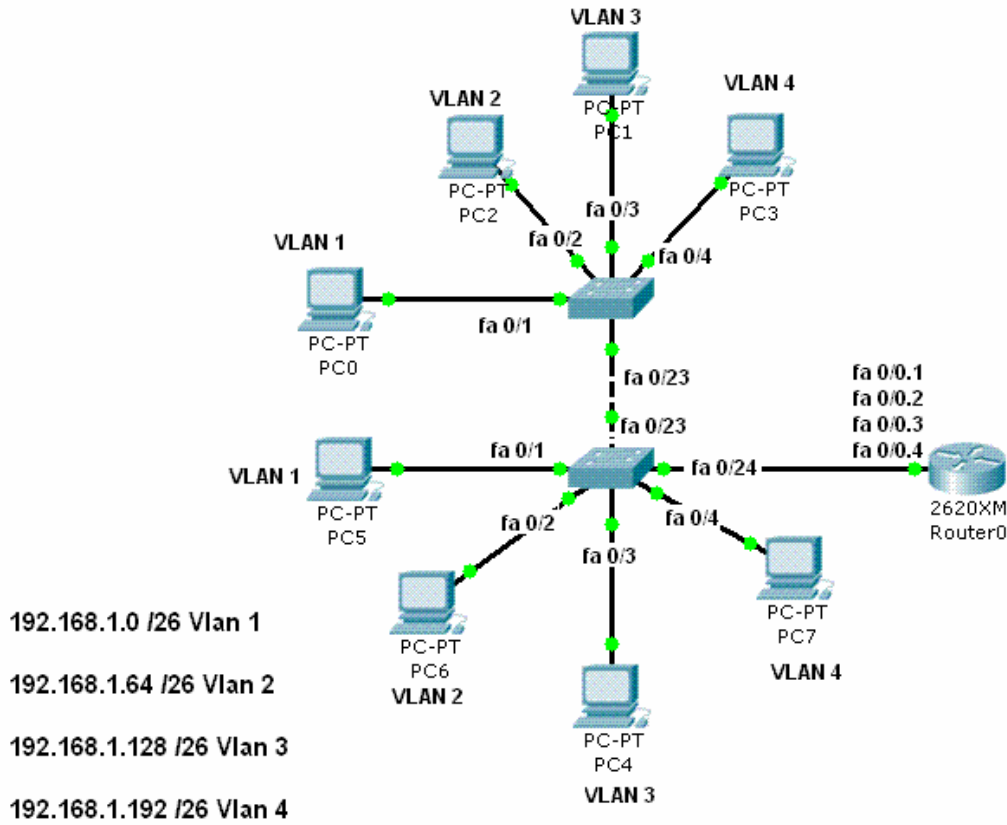 VLAN 3
PC-PT
PC1
VLAN 2
PC-PT
PC2
VLAN 4
PC-PT
PC3
fa 0/3
fa 0/2
fa 0/4
VLAN 1
PC-PT
PC0
fa 0/1
fa 0/23
fa 0/23
fa 0/0.1
fa 0/0.2
fa 0/0.3
fa 0/0.4
2620XM
Router0
fa 0/1
VLAN 1
PC-PT
PC5
fa 0/24
fa 0/2
fa 0/4
fa 0/3
PC-PT
PC6
VLAN 2
PC-PT
PC7
VLAN 4
PC-PT
PC4
VLAN 3
192.168.1.0 /26 Vlan 1
192.168.1.64 /26 Vlan 2
192.168.1.128 /26 Vlan 3
192.168.1.192 /26 Vlan 4